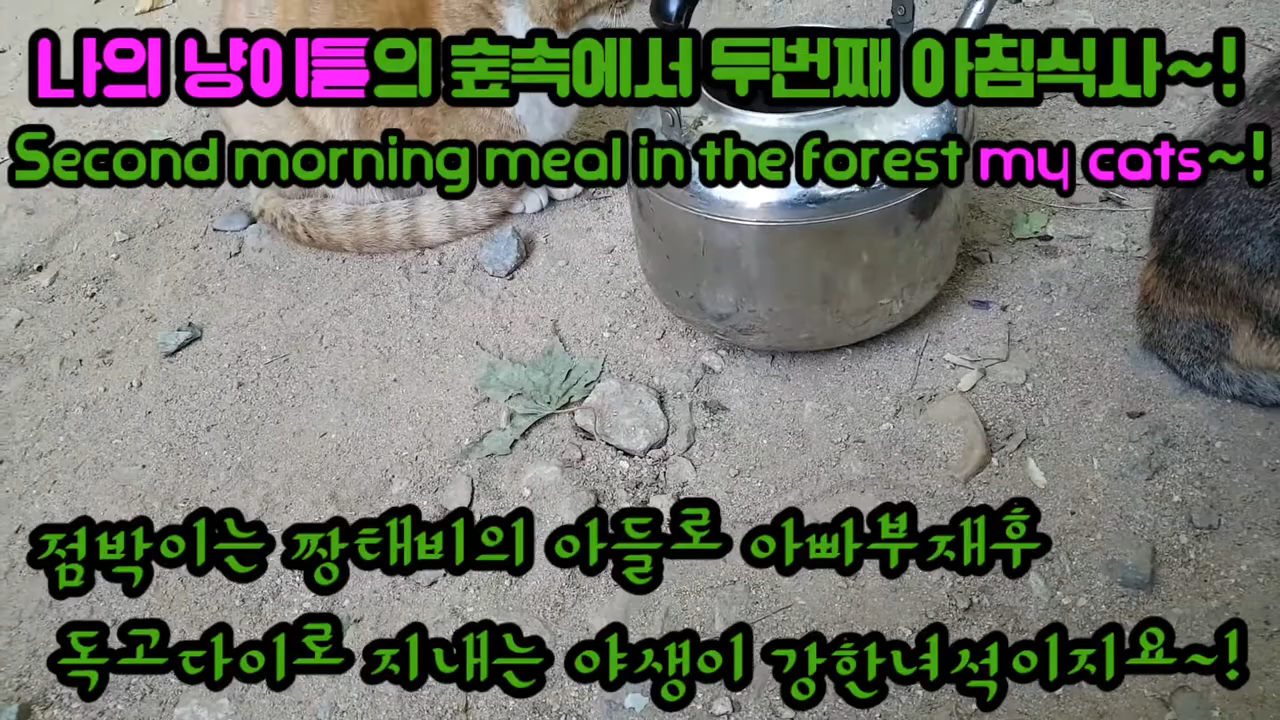 나의 냥이들의 숲속에서 두번째 아침식사~!
Second morning meal in the forest my cats~!
점박이는 짱태비의 아들로 아빠부재후
독고다이로 지내는 야생이 강한녀석이지요~!